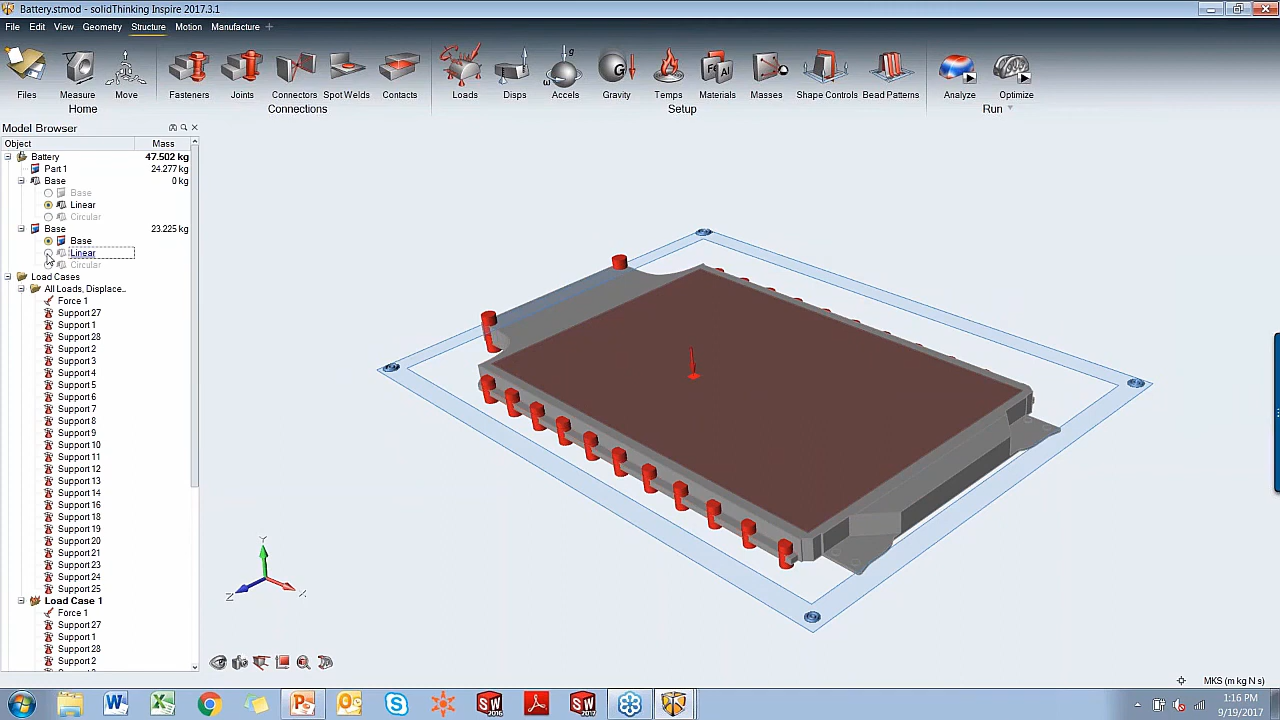 Battery.stmod - solidThinking Inspire 2017.3.1
File Edit View Geometry Structure Motion Manufacture +
Files Measure Move Fasteners Joints Connectors Spot Welds Contacts Loads Disps Accels Gravity Temps Materials Masses Shape Controls Bead Patterns Analyze Optimize
Home Connections Setup Run
Model Browser
Object Mass
Battery 47.502 kg
Part 1 24.277 kg
Base 0 kg
Base
Linear
Circular
Base 23.225 kg
Base
Linear
Circular
Load Cases
All Loads, Displace..
Force 1
Support 27
Support 1
Support 28
Support 2
Support 3
Support 4
Support 5
Support 6
Support 7
Support 8
Support 9
Support 10
Support 11
Support 12
Support 13
Support 14
Support 16
Support 18
Support 19
Support 20
Support 21
Support 23
Support 24
Support 25
Load Case 1
Force 1
Support 27
Support 1
Support 28
Support 2
Y
Z
X
MKS (m kg N s)
1:16 PM
9/19/2017